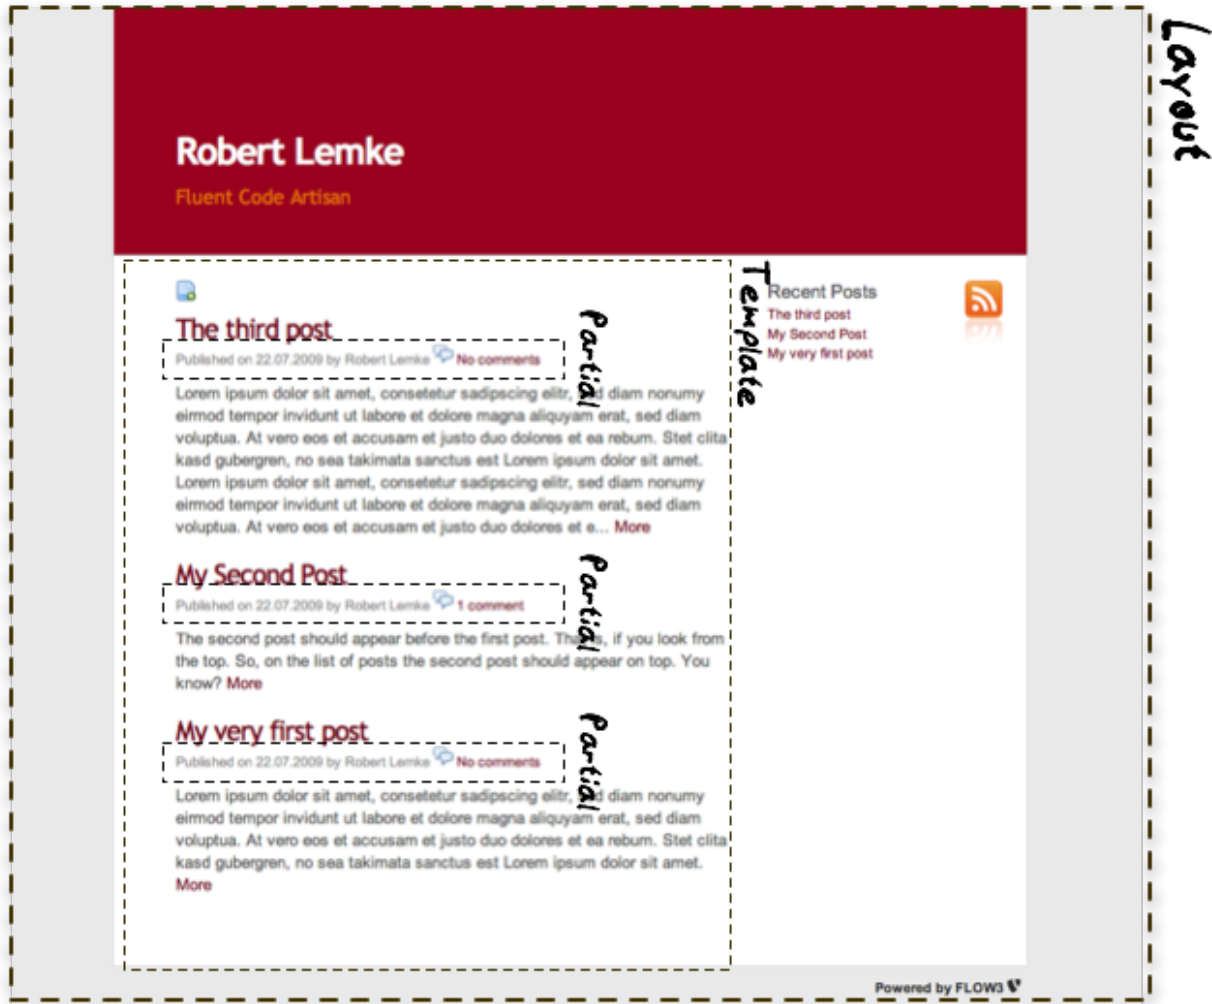 Layout
Robert Lemke
Fluent Code Artisan
The third post
Published on 22.07.2009 by Robert Lemke No comments
Partial
Lorem ipsum dolor sit amet, consetetur sadipscing elitr, sed diam nonumy
eirmod tempor invidunt ut labore et dolore magna aliquyam erat, sed diam
voluptua. At vero eos et accusam et justo duo dolores et ea rebum. Stet clita
kasd gubergren, no sea takimata sanctus est Lorem ipsum dolor sit amet.
Lorem ipsum dolor sit amet, consetetur sadipscing elitr, sed diam nonumy
eirmod tempor invidunt ut labore et dolore magna aliquyam erat, sed diam
voluptua. At vero eos et accusam et justo duo dolores et e... More
My Second Post
Published on 22.07.2009 by Robert Lemke 1 comment
Partial
The second post should appear before the first post. That is, if you look from
the top. So, on the list of posts the second post should appear on top. You
know? More
My very first post
Published on 22.07.2009 by Robert Lemke No comments
Partial
Lorem ipsum dolor sit amet, consetetur sadipscing elitr, sed diam nonumy
eirmod tempor invidunt ut labore et dolore magna aliquyam erat, sed diam
voluptua. At vero eos et accusam et justo duo dolores et ea rebum. Stet clita
kasd gubergren, no sea takimata sanctus est Lorem ipsum dolor sit amet.
More
Template
Recent Posts
The third post
My Second Post
My very first post
Powered by FLOW3